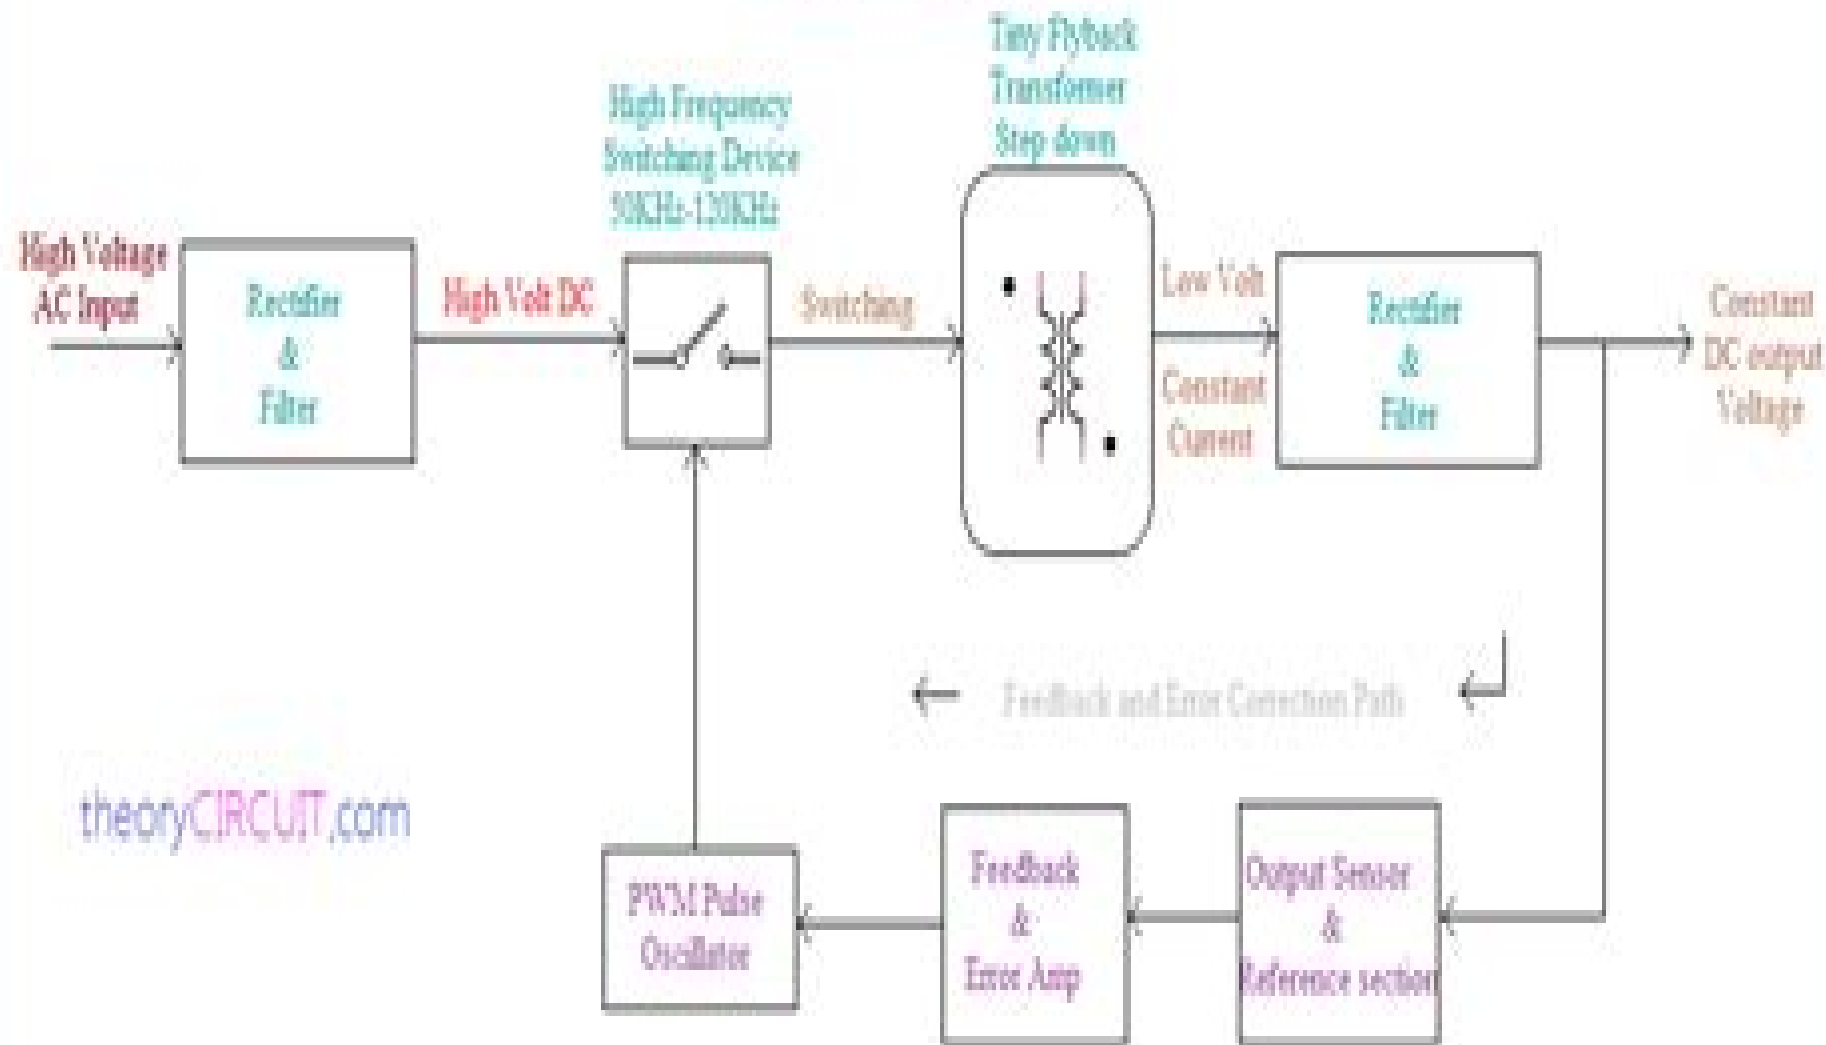 Tiny Flyback
Transformer
Step down
High Frequency
Switching Device
50KHz-120KHz
High Voltage
AC Input
Rectifier
&
Filter
High Volt DC
Switching
Low Volt
Constant
Current
Rectifier
&
Filter
Constant
DC output
Voltage
Feedback and Error Correction Path
theoryCIRCUIT.com
PWM Pulse
Oscillator
Feedback
&
Error Amp
Output Sensor
&
Reference section